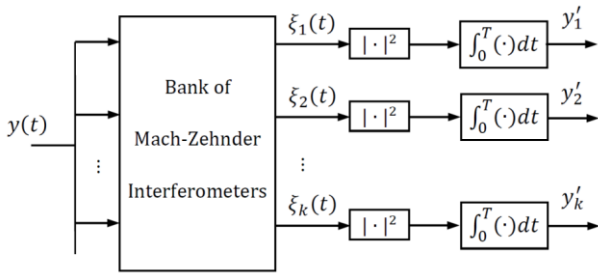 ξ₁(t) |·|² ∫₀ᵀ(·)dt y′₁
Bank of
ξ₂(t) |·|² ∫₀ᵀ(·)dt y′₂
y(t)
Mach-Zehnder
⋮ ⋮
Interferometers
ξₖ(t) |·|² ∫₀ᵀ(·)dt y′ₖ